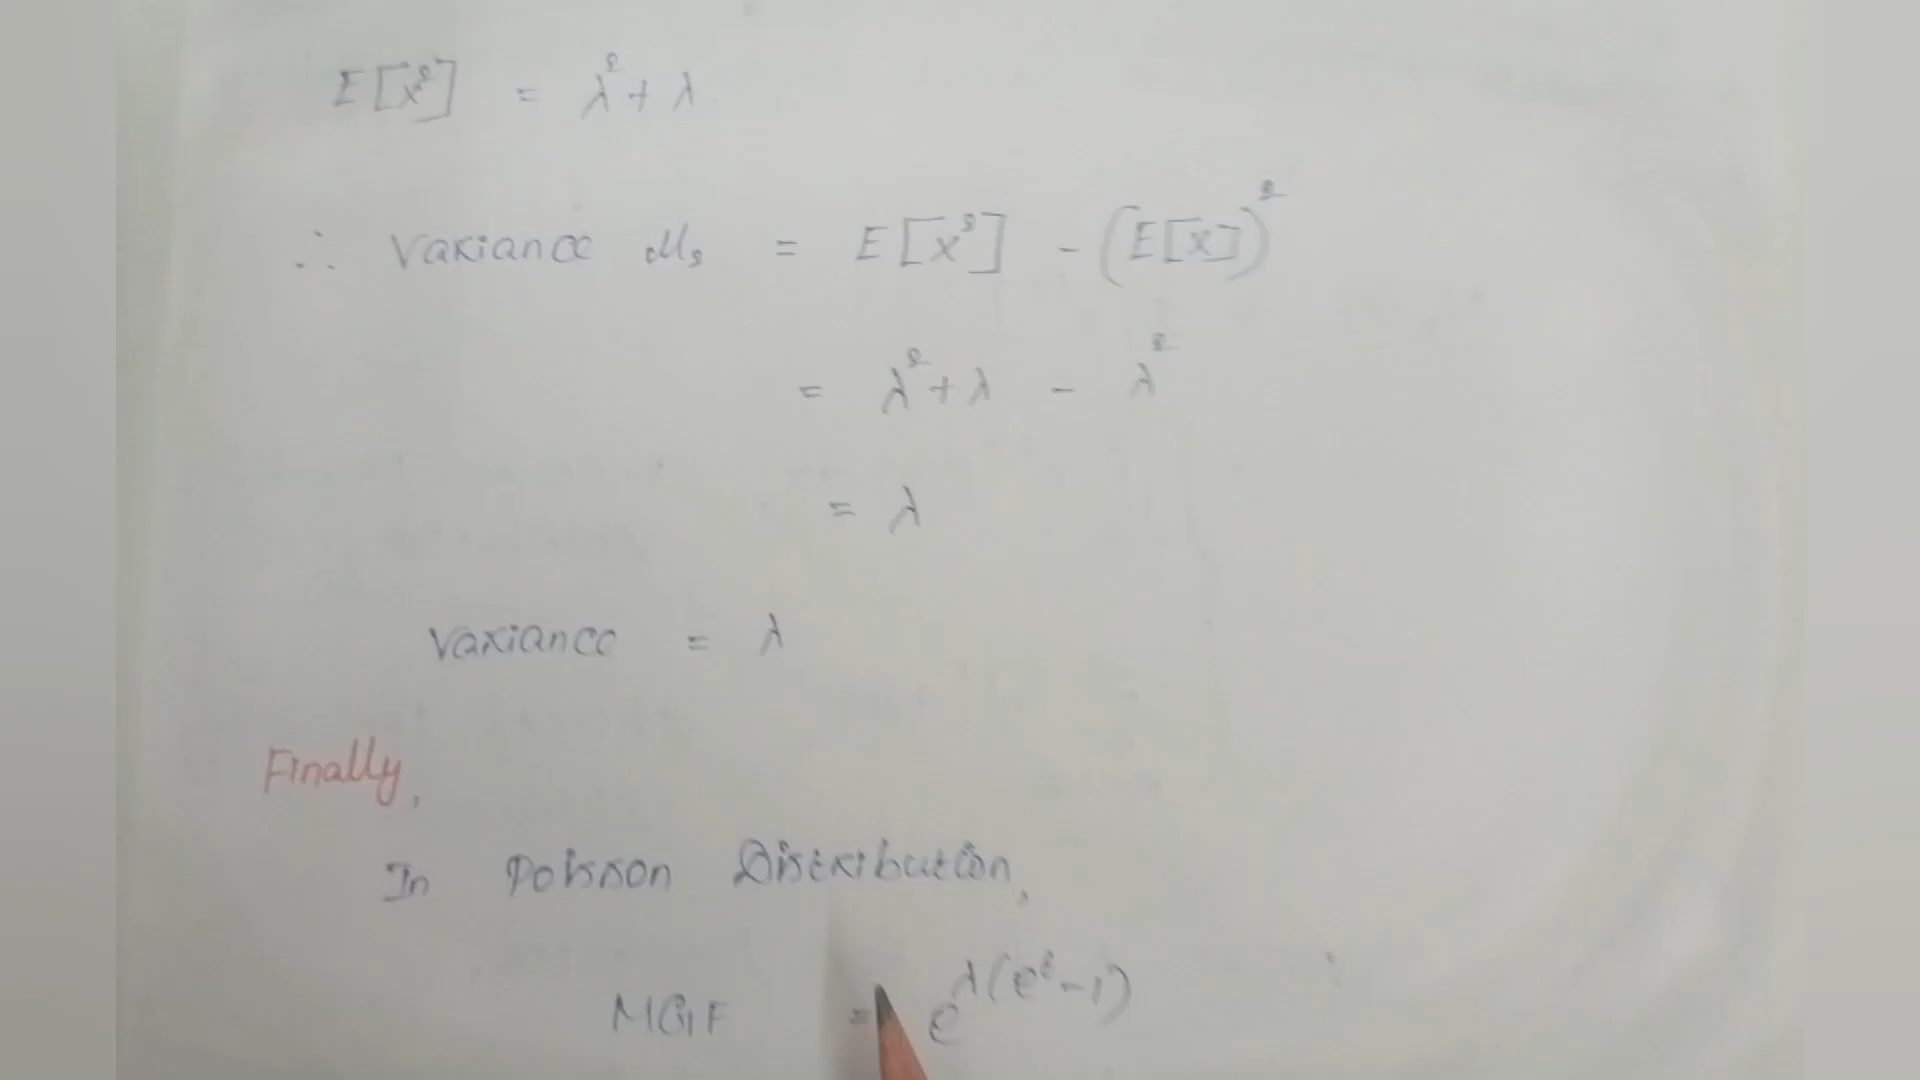 E[x²] = λ² + λ
∴ Variance μ₂ = E[x²] - (E[x])²
= λ² + λ - λ²
= λ
Variance = λ
Finally,
In Poisson Distribution,
MGF = e^λ(e^t-1)